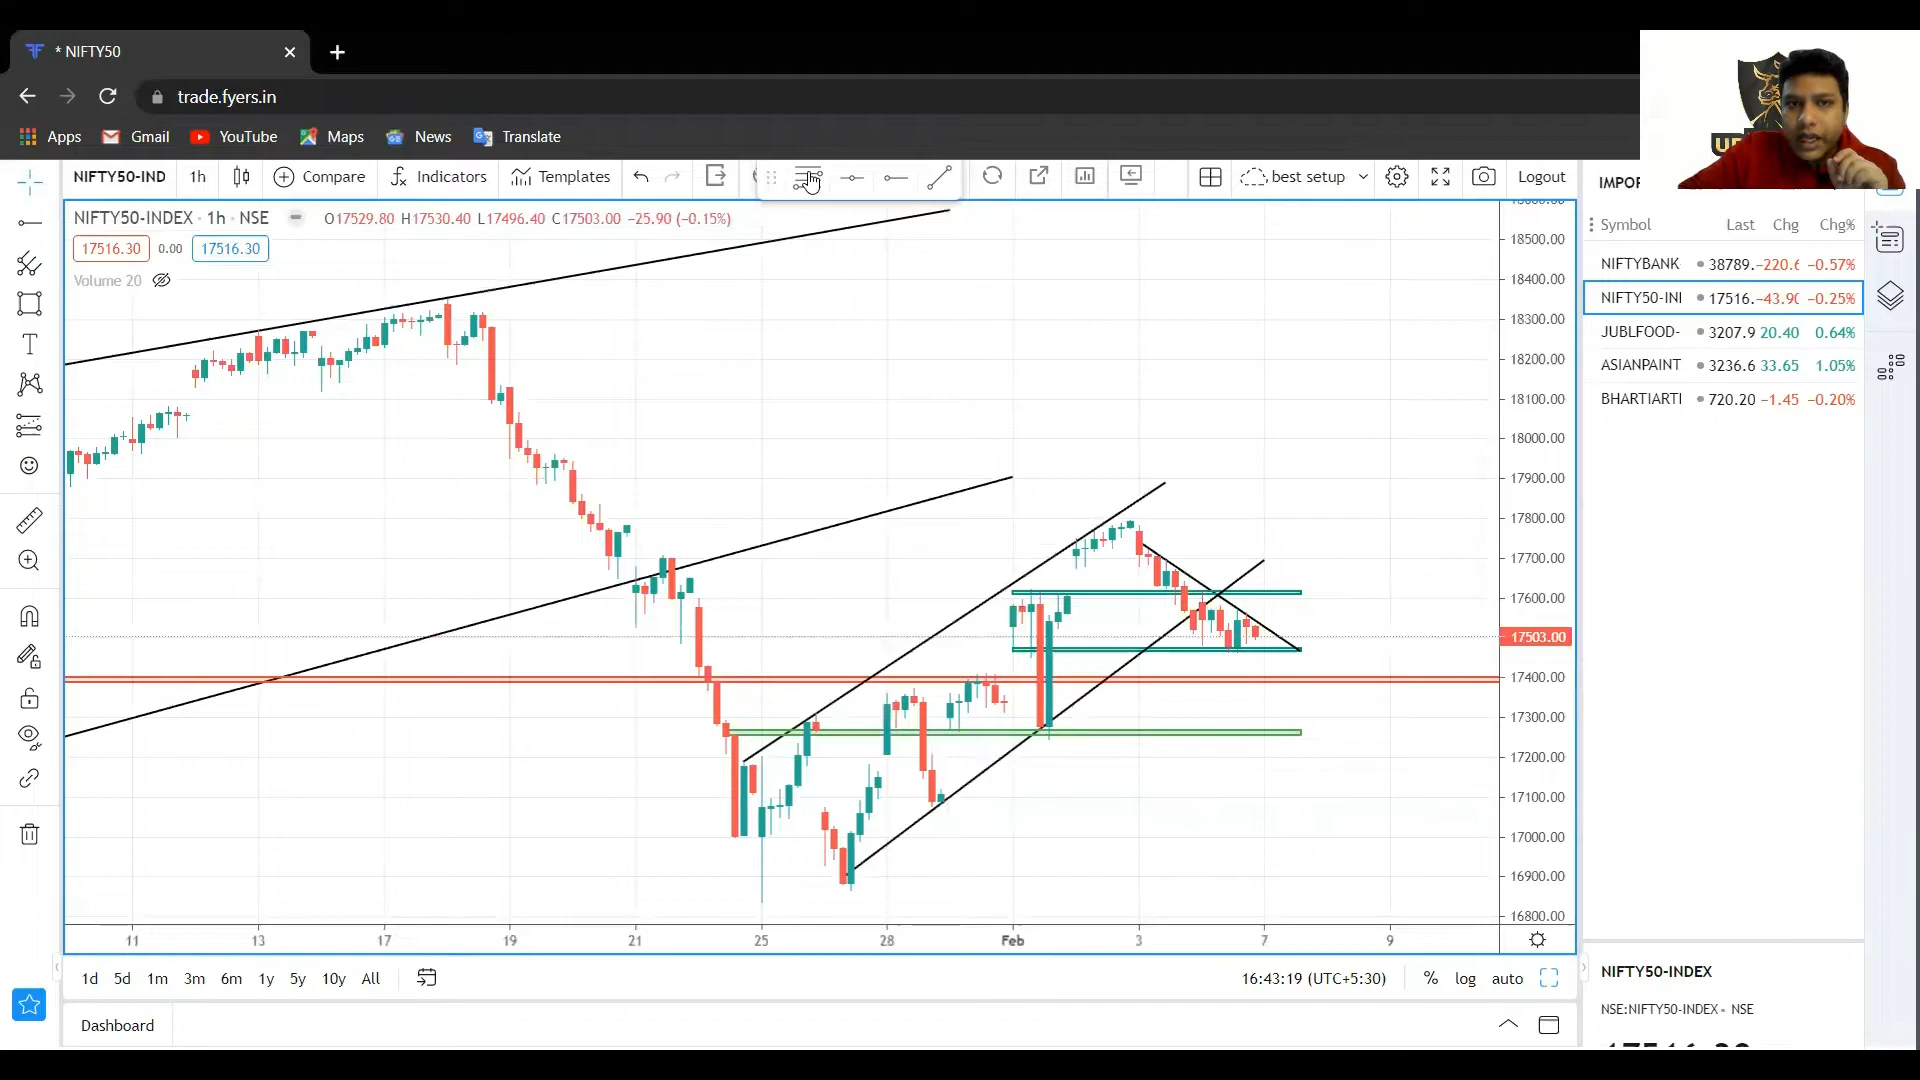 * NIFTY50
trade.fyers.in
Apps Gmail YouTube Maps News Translate
NIFTY50-IND 1h Compare Indicators Templates best setup Logout
NIFTY50-INDEX · 1h · NSE O17529.80 H17530.40 L17496.40 C17503.00 −25.90 (−0.15%)
17516.30 0.00 17516.30
Volume 20
Symbol Last Chg Chg%
NIFTYBANK 38789. −220.6 −0.57%
NIFTY50-INI 17516. −43.90 −0.25%
JUBLFOOD- 3207.9 20.40 0.64%
ASIANPAINT 3236.6 33.65 1.05%
BHARTIARTI 720.20 −1.45 −0.20%
18500.00
18400.00
18300.00
18200.00
18100.00
18000.00
17900.00
17800.00
17700.00
17600.00
17503.00
17400.00
17300.00
17200.00
17100.00
17000.00
16900.00
16800.00
11 13 17 19 21 25 28 Feb 3 7 9
1d 5d 1m 3m 6m 1y 5y 10y All 16:43:19 (UTC+5:30) % log auto
Dashboard
NIFTY50-INDEX
NSE:NIFTY50-INDEX • NSE